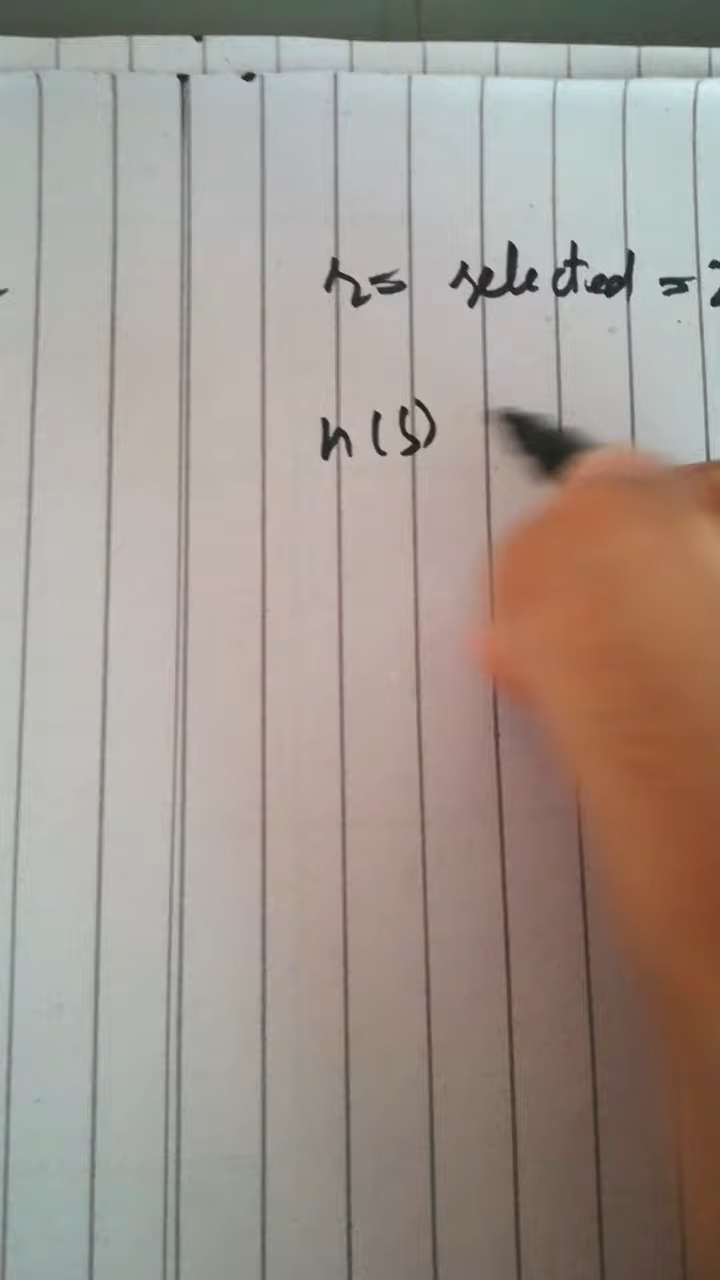 r= selected =
n(S)